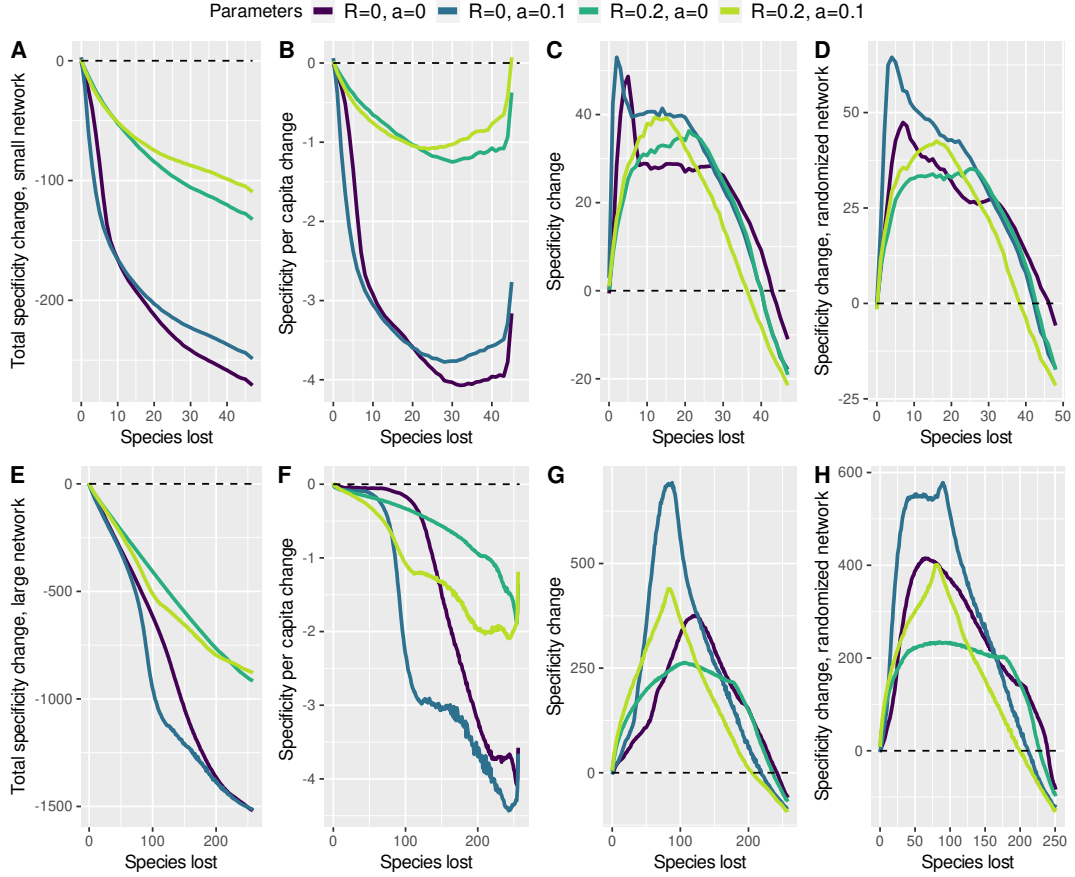 Parameters R=0, a=0 R=0, a=0.1 R=0.2, a=0 R=0.2, a=0.1
A
Total specificity change, small network
0
-100
-200
0 10 20 30 40
Species lost
B
Specificity per capita change
0
-1
-2
-3
-4
0 10 20 30 40
Species lost
C
Specificity change
40
20
0
-20
0 10 20 30 40
Species lost
D
Specificity change, randomized network
50
25
0
-25
0 10 20 30 40 50
Species lost
E
Total specificity change, large network
0
-500
-1000
-1500
0 100 200
Species lost
F
Specificity per capita change
0
-1
-2
-3
-4
0 100 200
Species lost
G
Specificity change
500
250
0
0 100 200
Species lost
H
Specificity change, randomized network
600
400
200
0
0 50 100 150 200 250
Species lost